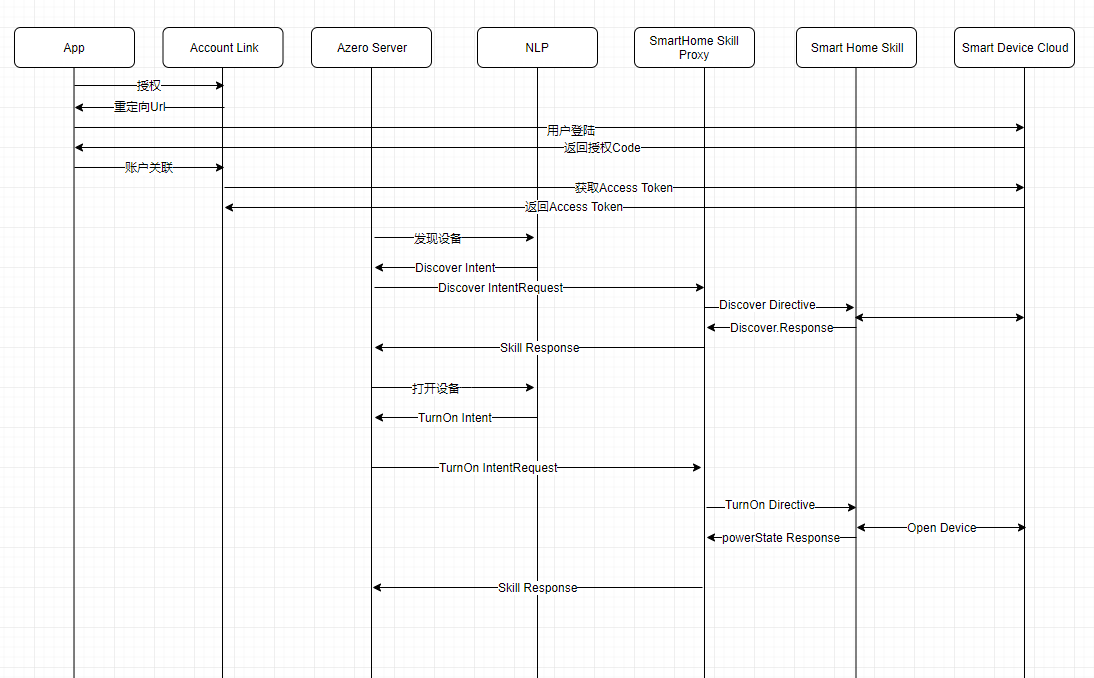 App
Account Link
Azero Server
NLP
SmartHome Skill
Proxy
Smart Home Skill
Smart Device Cloud
授权
重定向Url
用户登陆
返回授权Code
账户关联
获取Access Token
返回Access Token
发现设备
Discover Intent
Discover IntentRequest
Discover Directive
Discover.Response
Skill Response
打开设备
TurnOn Intent
TurnOn IntentRequest
TurnOn Directive
Open Device
powerState Response
Skill Response